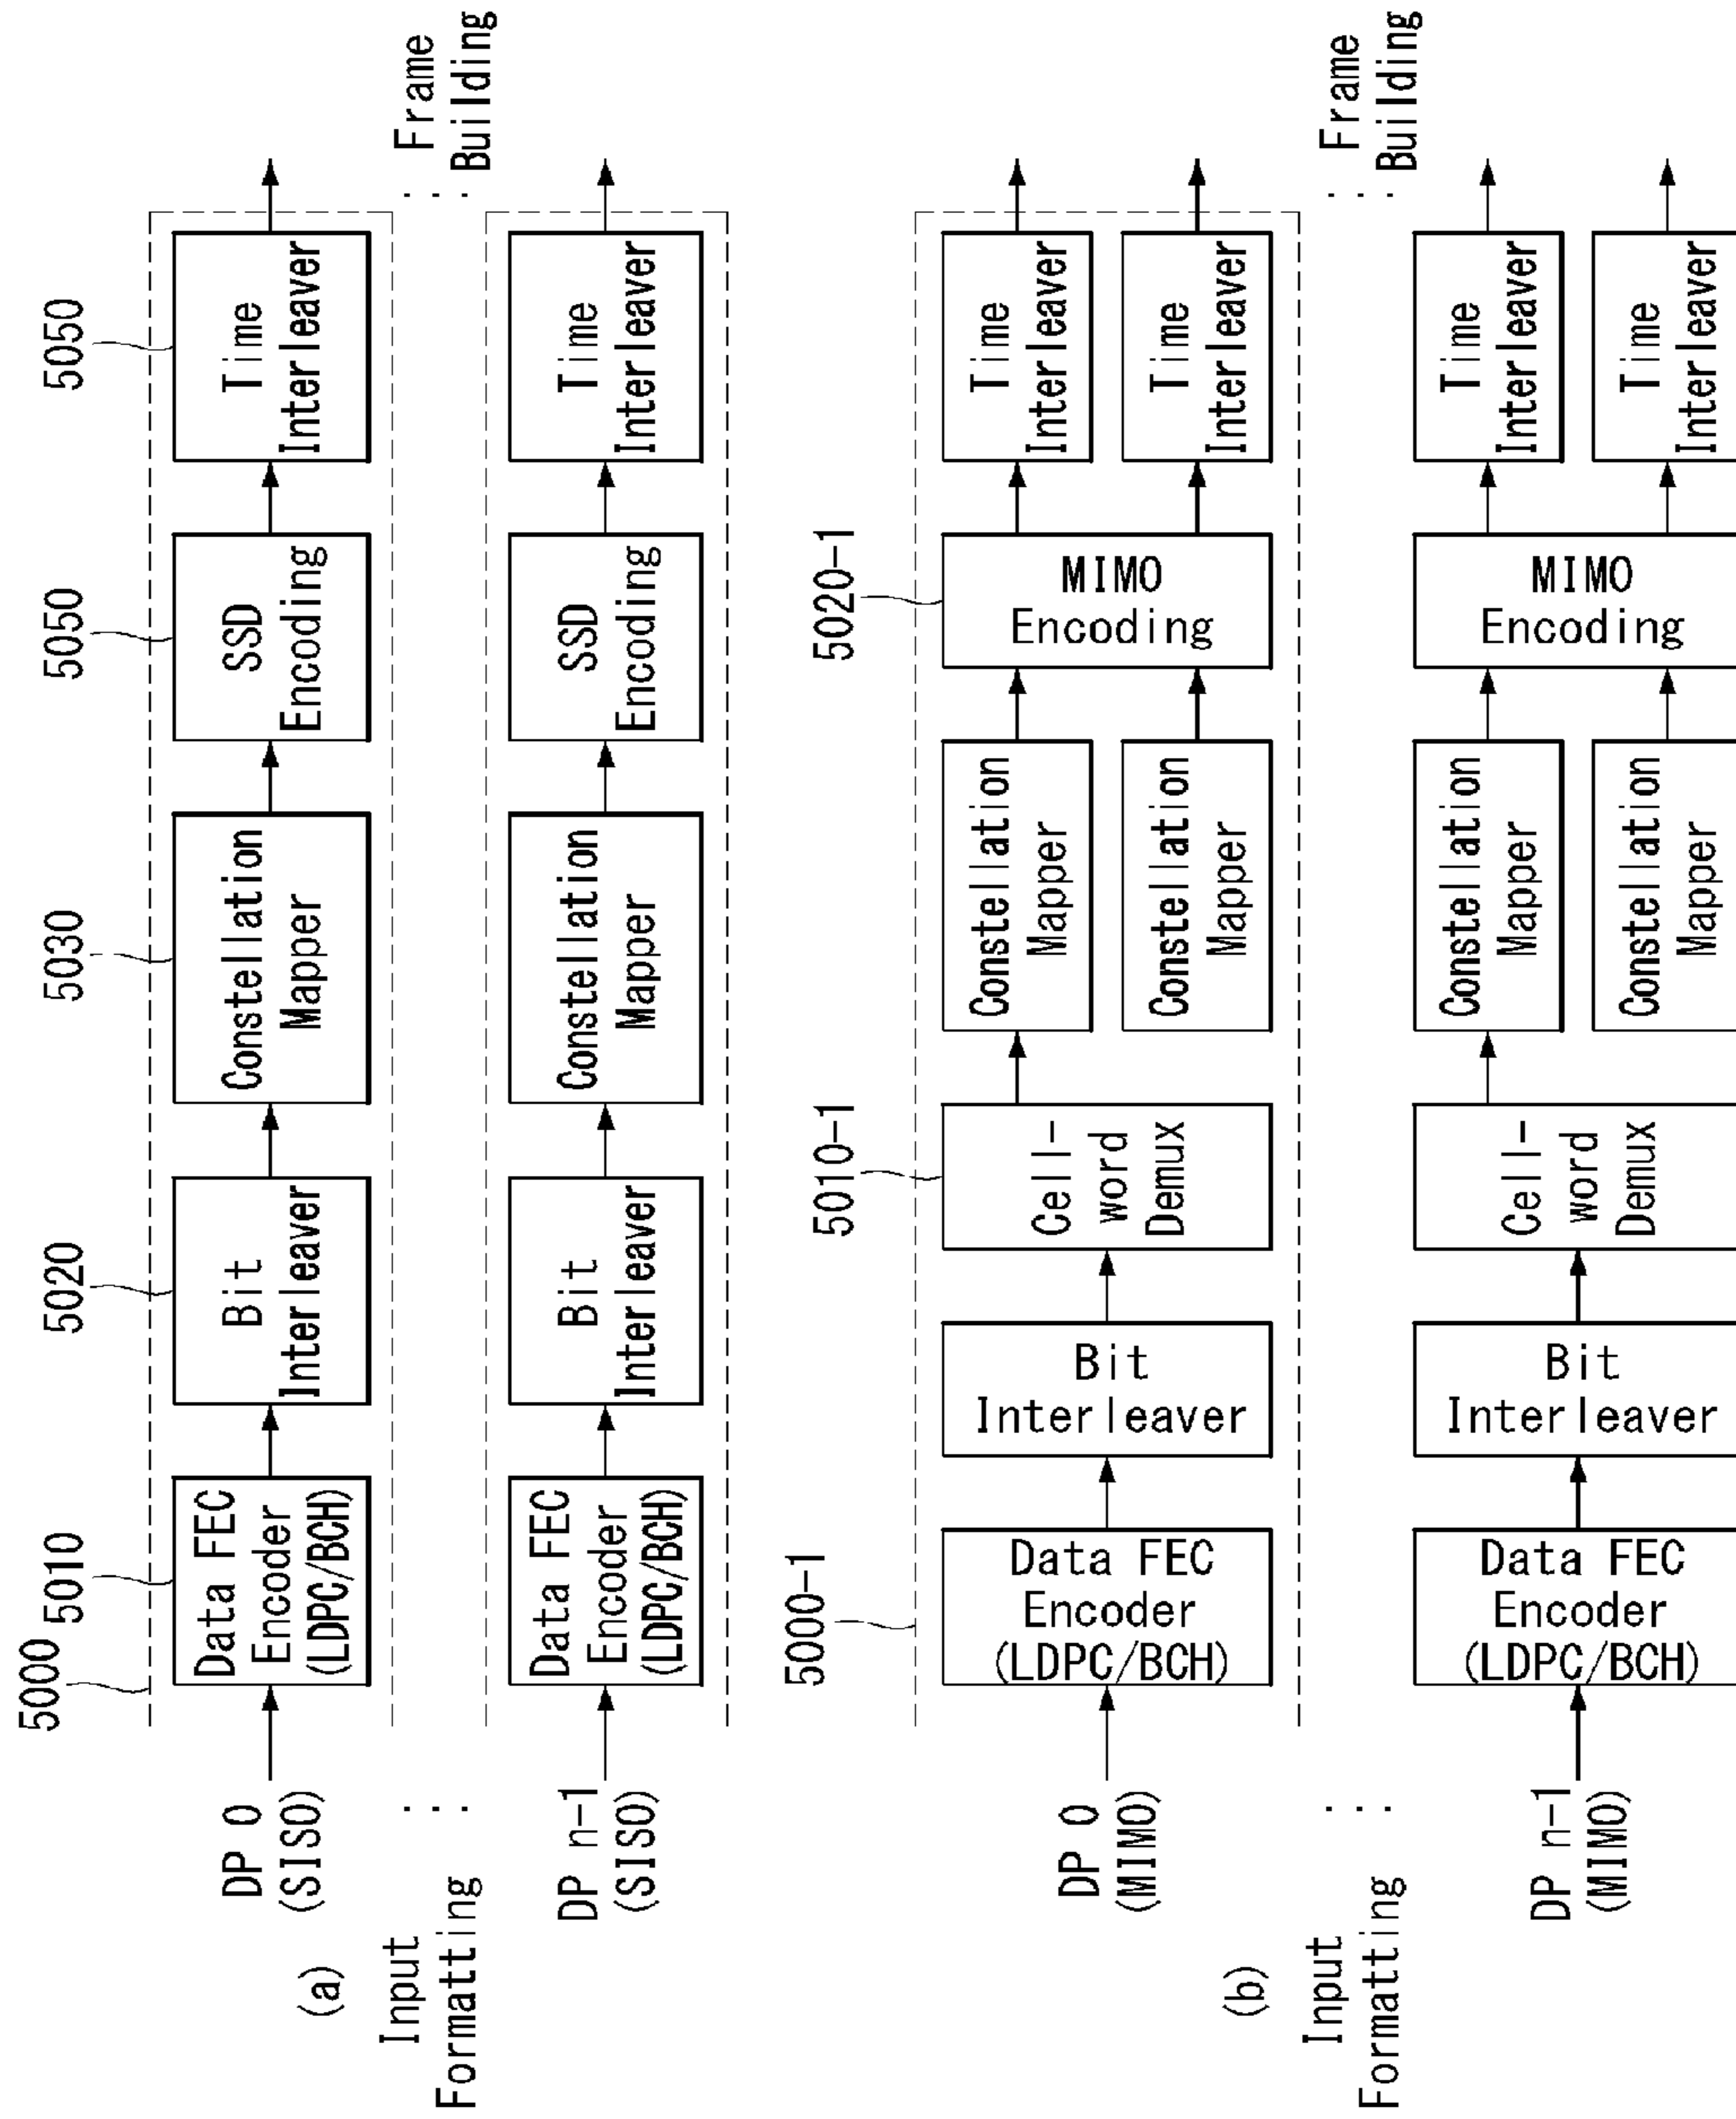 5000
5010
5020
5030
5050
5050
(a)
Input
Formatting
DP 0
(SISO)
Data FEC
Encoder
(LDPC/BCH)
Bit
Interleaver
Constellation
Mapper
SSD
Encoding
Time
Interleaver
Frame
Building
DP n-1
(SISO)
Data FEC
Encoder
(LDPC/BCH)
Bit
Interleaver
Constellation
Mapper
SSD
Encoding
Time
Interleaver
5000-1
5010-1
5020-1
(b)
Input
Formatting
DP 0
(MIMO)
Data FEC
Encoder
(LDPC/BCH)
Bit
Interleaver
Cell-
word
Demux
Constellation
Mapper
Constellation
Mapper
MIMO
Encoding
Time
Interleaver
Time
Interleaver
Frame
Building
DP n-1
(MIMO)
Data FEC
Encoder
(LDPC/BCH)
Bit
Interleaver
Cell-
word
Demux
Constellation
Mapper
Constellation
Mapper
MIMO
Encoding
Time
Interleaver
Time
Interleaver